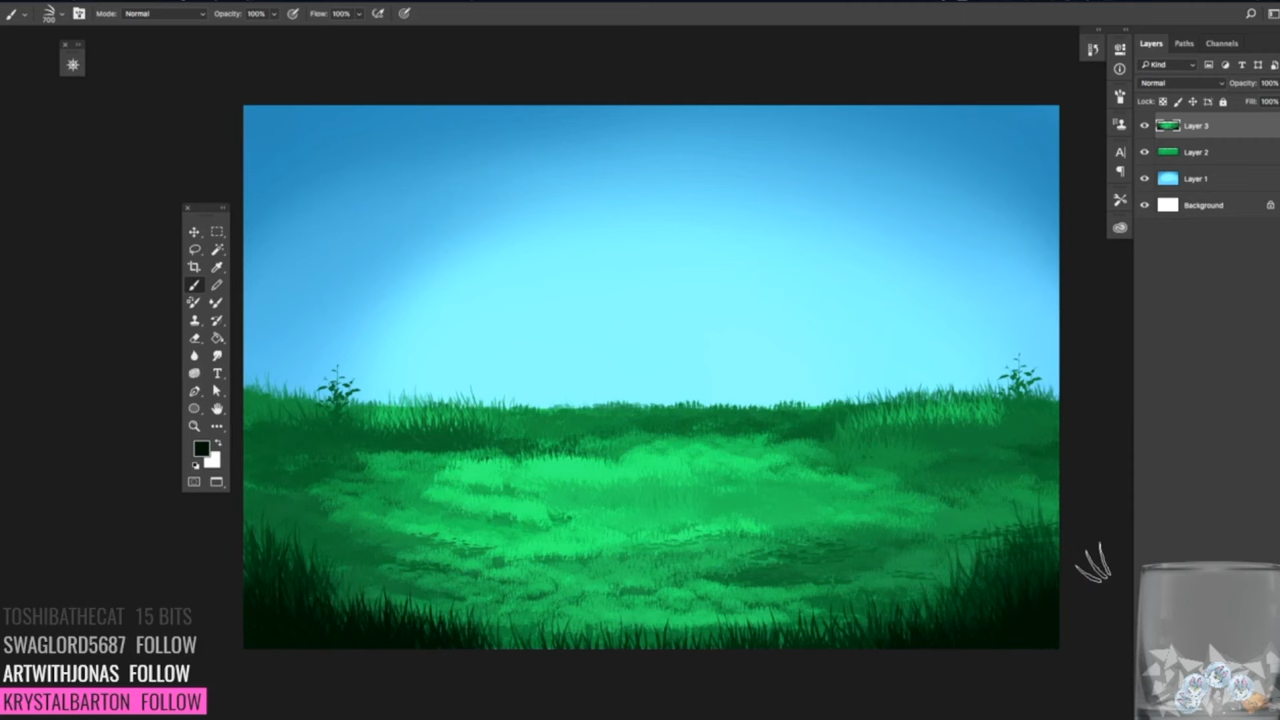 700 Mode: Normal Opacity: 100% Flow: 100%
Layers Paths Channels
Kind
Normal Opacity: 100%
Lock: Fill: 100%
Layer 3
Layer 2
Layer 1
Background
TOSHIBATHECAT 15 BITS
SWAGLORD5687 FOLLOW
ARTWITHJONAS FOLLOW
KRYSTALBARTON FOLLOW